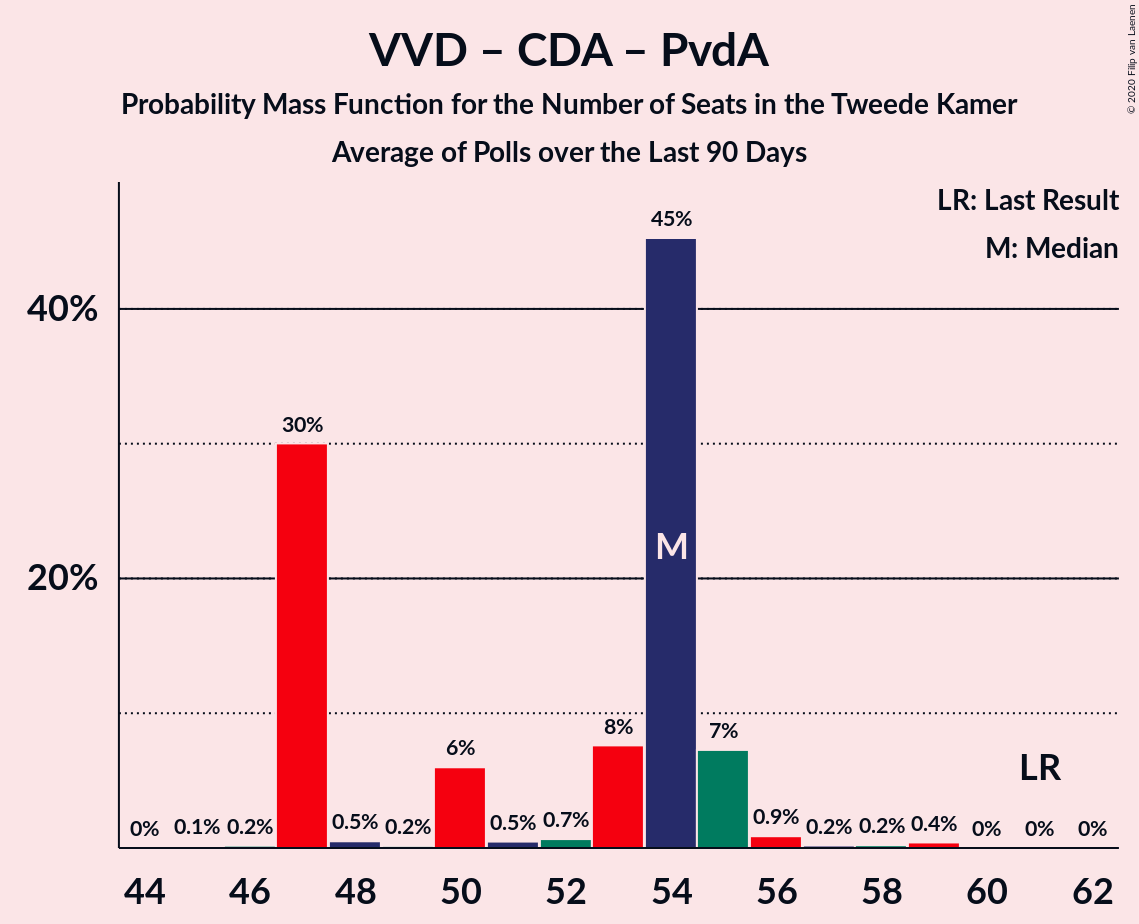 VVD – CDA – PvdA
Probability Mass Function for the Number of Seats in the Tweede Kamer
Average of Polls over the Last 90 Days
© 2020 Filip van Laenen
LR: Last Result
M: Median
40%
20%
0%
0.1%
0.2%
30%
0.5%
0.2%
6%
0.5%
0.7%
8%
45%
7%
0.9%
0.2%
0.2%
0.4%
0%
0%
0%
M
LR
44 46 48 50 52 54 56 58 60 62